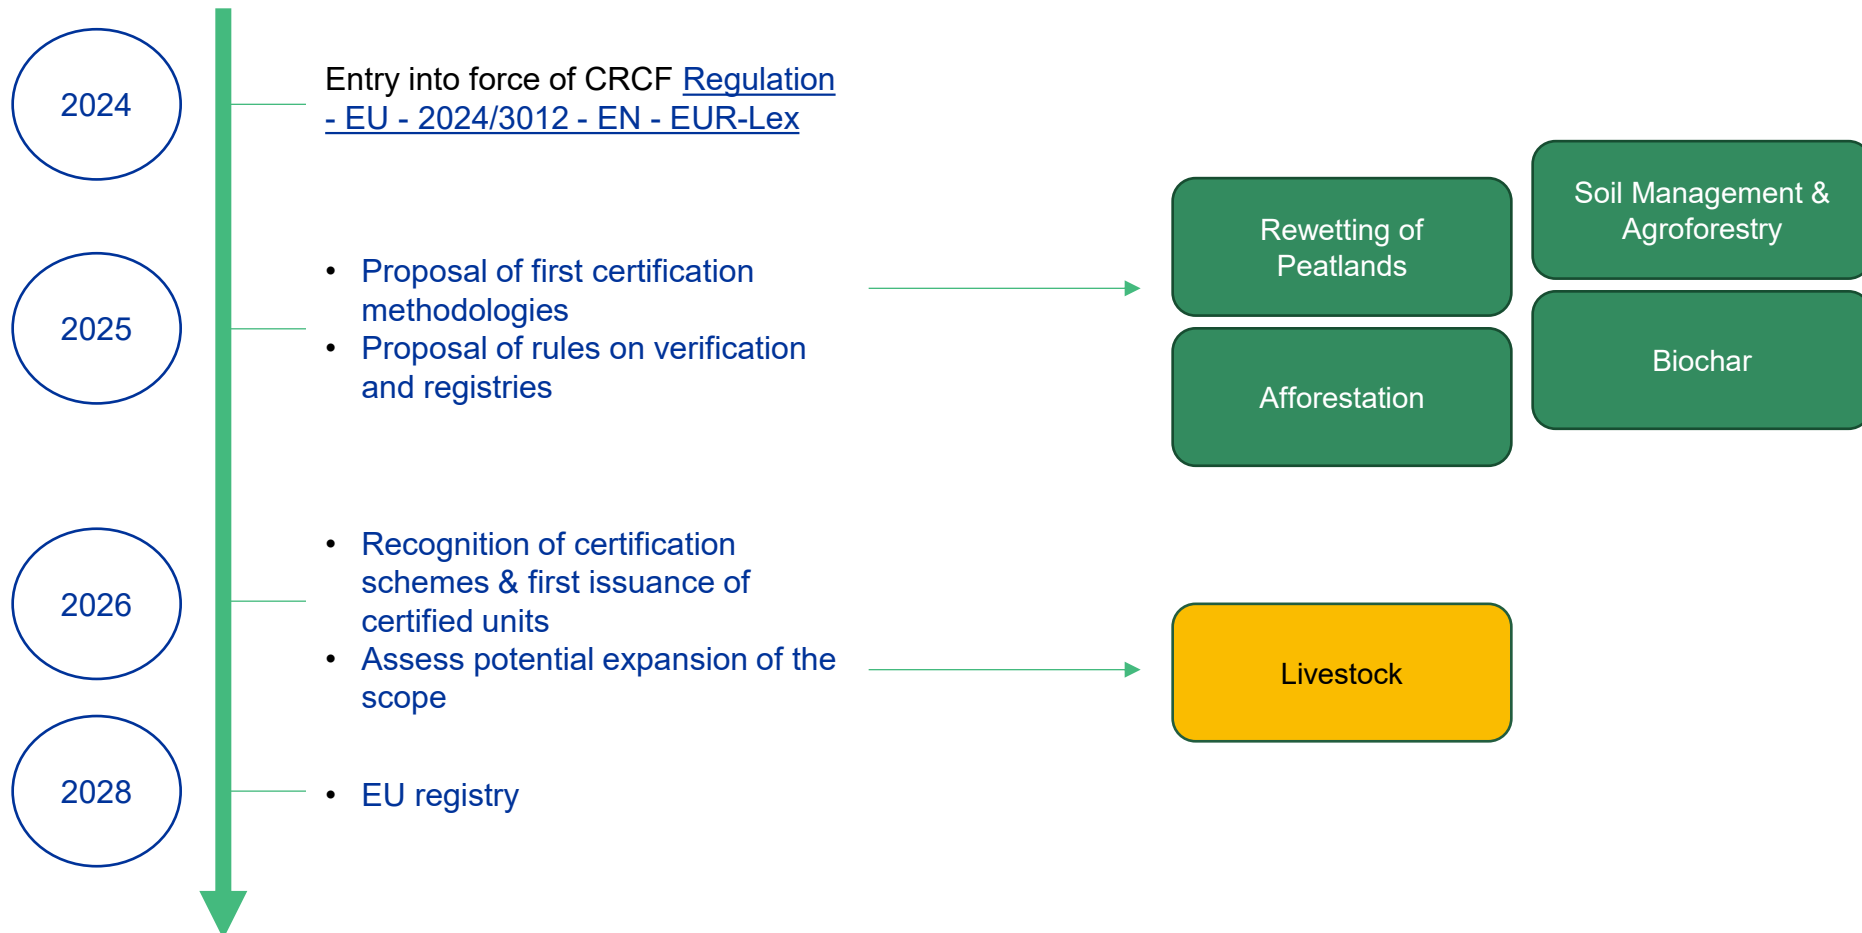 2024
Entry into force of CRCF Regulation
- EU - 2024/3012 - EN - EUR-Lex
2025
• Proposal of first certification
methodologies
• Proposal of rules on verification
and registries
Rewetting of
Peatlands
Soil Management &
Agroforestry
Afforestation
Biochar
2026
• Recognition of certification
schemes & first issuance of
certified units
• Assess potential expansion of the
scope
Livestock
2028
• EU registry